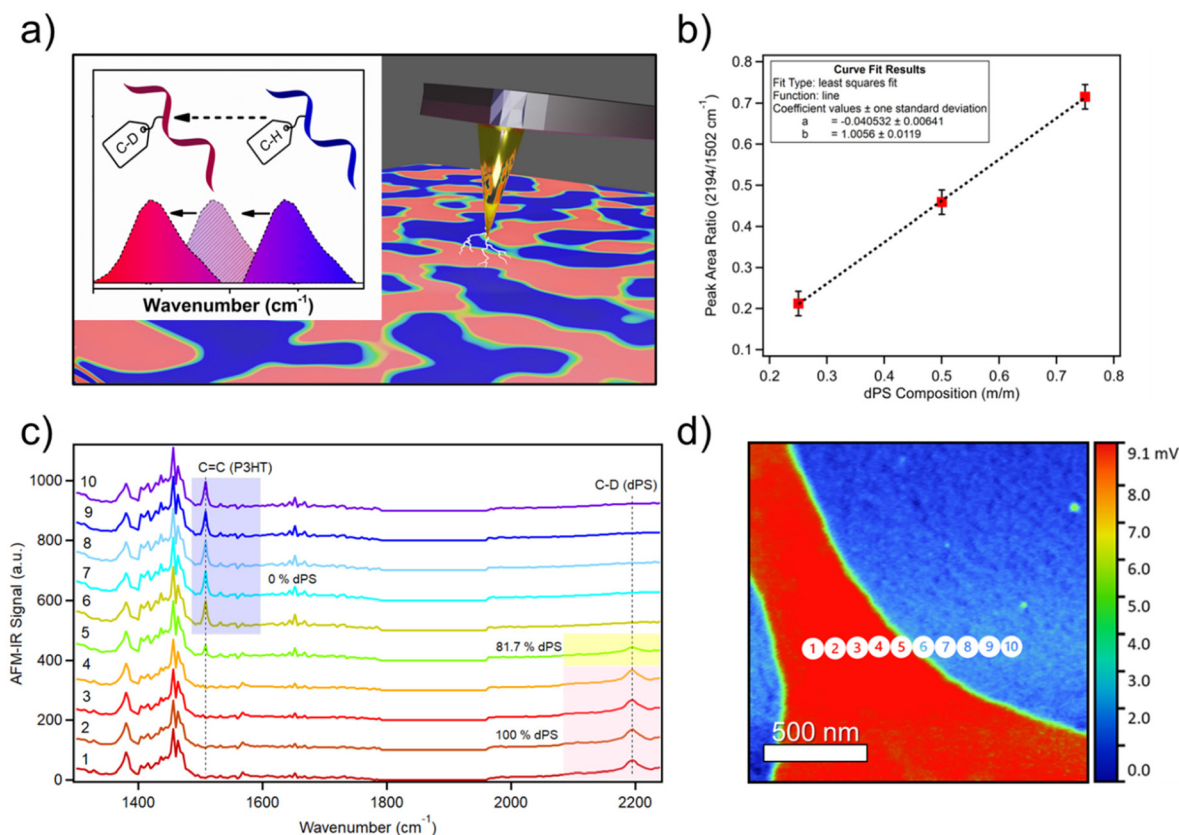 a)
C-D
C-H
Wavenumber (cm⁻¹)
b)
Curve Fit Results
Fit Type: least squares fit
Function: line
Coefficient values ± one standard deviation
a = -0.040532 ± 0.00641
b = 1.0056 ± 0.0119
Peak Area Ratio (2194/1502 cm⁻¹)
0.8
0.7
0.6
0.5
0.4
0.3
0.2
0.1
0.2
0.3
0.4
0.5
0.6
0.7
0.8
dPS Composition (m/m)
c)
AFM-IR Signal (a.u.)
1000
800
600
400
200
0
10
9
8
7
6
5
4
3
2
1
C=C (P3HT)
C-D (dPS)
0 % dPS
81.7 % dPS
100 % dPS
1400
1600
1800
2000
2200
Wavenumber (cm⁻¹)
d)
1 2 3 4 5 6 7 8 9 10
500 nm
9.1 mV
8.0
7.0
6.0
5.0
4.0
3.0
2.0
1.0
0.0